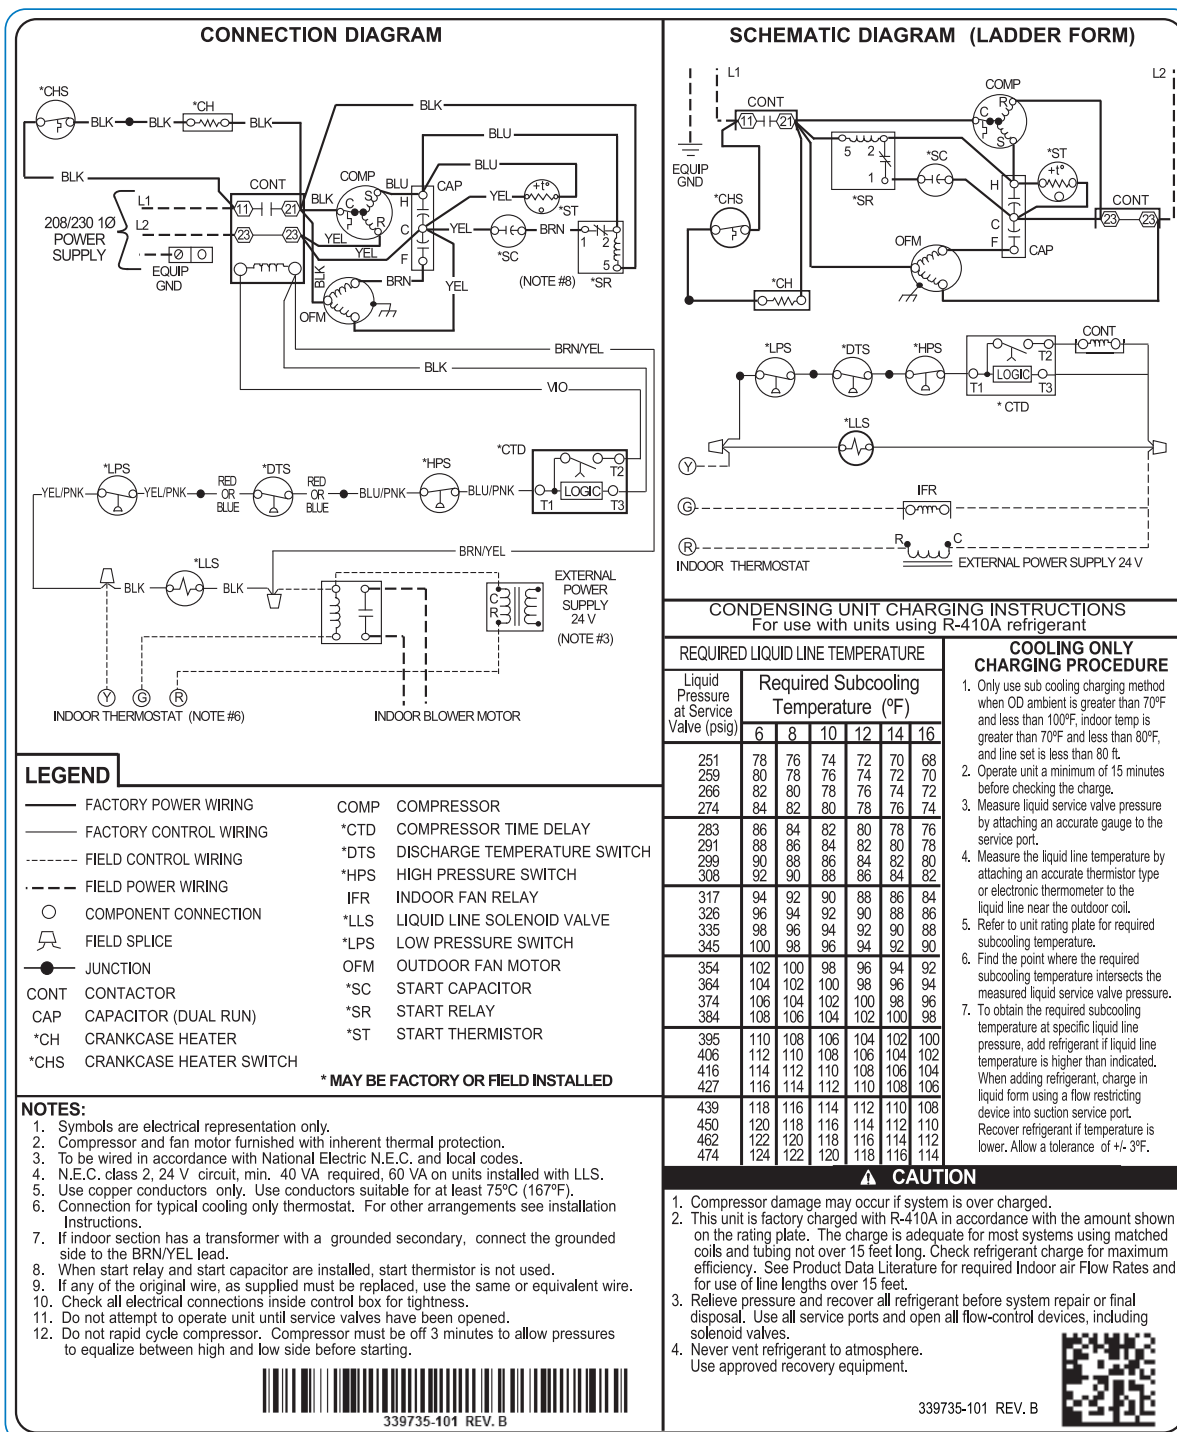 CONNECTION DIAGRAM
*CHS
*CH
BLK
BLK
BLK
BLK
BLU
BLU
BLK
COMP
BLU
CAP
*ST
+t°
CONT
L1
11
21
BLK
C
S
R
H
YEL
208/230 1Ø
POWER
SUPPLY
L2
23
23
YEL
C
YEL
BRN
1
2
5
*SC
YEL
F
EQUIP
GND
BLK
BRN
YEL
(NOTE #8)
*SR
OFM
BRN/YEL
BLK
VIO
*LPS
*DTS
*HPS
*CTD
YEL/PNK
YEL/PNK
RED
OR
BLUE
RED
OR
BLUE
BLU/PNK
BLU/PNK
T1
LOGIC
T2
T3
BRN/YEL
*LLS
BLK
BLK
C
R
EXTERNAL
POWER
SUPPLY
24 V
(NOTE #3)
Y
G
R
INDOOR THERMOSTAT (NOTE #6)
INDOOR BLOWER MOTOR
LEGEND
FACTORY POWER WIRING
FACTORY CONTROL WIRING
FIELD CONTROL WIRING
FIELD POWER WIRING
COMPONENT CONNECTION
FIELD SPLICE
JUNCTION
CONT CONTACTOR
CAP CAPACITOR (DUAL RUN)
*CH CRANKCASE HEATER
*CHS CRANKCASE HEATER SWITCH
COMP COMPRESSOR
*CTD COMPRESSOR TIME DELAY
*DTS DISCHARGE TEMPERATURE SWITCH
*HPS HIGH PRESSURE SWITCH
IFR INDOOR FAN RELAY
*LLS LIQUID LINE SOLENOID VALVE
*LPS LOW PRESSURE SWITCH
OFM OUTDOOR FAN MOTOR
*SC START CAPACITOR
*SR START RELAY
*ST START THERMISTOR
* MAY BE FACTORY OR FIELD INSTALLED
NOTES:
1. Symbols are electrical representation only.
2. Compressor and fan motor furnished with inherent thermal protection.
3. To be wired in accordance with National Electric N.E.C. and local codes.
4. N.E.C. class 2, 24 V circuit, min. 40 VA required, 60 VA on units installed with LLS.
5. Use copper conductors only. Use conductors suitable for at least 75ºC (167ºF).
6. Connection for typical cooling only thermostat. For other arrangements see installation
Instructions.
7. If indoor section has a transformer with a grounded secondary, connect the grounded
side to the BRN/YEL lead.
8. When start relay and start capacitor are installed, start thermistor is not used.
9. If any of the original wire, as supplied must be replaced, use the same or equivalent wire.
10. Check all electrical connections inside control box for tightness.
11. Do not attempt to operate unit until service valves have been opened.
12. Do not rapid cycle compressor. Compressor must be off 3 minutes to allow pressures
to equalize between high and low side before starting.
339735-101 REV. B
SCHEMATIC DIAGRAM (LADDER FORM)
L1
L2
CONT
11
21
COMP
R
C
S
5
2
1
*SC
*SR
*ST
+t°
EQUIP
GND
*CHS
H
C
F
CAP
CONT
23
23
OFM
*CH
*LPS
*DTS
*HPS
CONT
T1
LOGIC
T2
T3
* CTD
*LLS
Y
IFR
G
R
R
C
INDOOR THERMOSTAT
EXTERNAL POWER SUPPLY 24 V
CONDENSING UNIT CHARGING INSTRUCTIONS
For use with units using R-410A refrigerant
REQUIRED LIQUID LINE TEMPERATURE
Liquid
Pressure
at Service
Valve (psig)
Required Subcooling
Temperature (ºF)
6 8 10 12 14 16
251 78 76 74 72 70 68
259 80 78 76 74 72 70
266 82 80 78 76 74 72
274 84 82 80 78 76 74
283 86 84 82 80 78 76
291 88 86 84 82 80 78
299 90 88 86 84 82 80
308 92 90 88 86 84 82
317 94 92 90 88 86 84
326 96 94 92 90 88 86
335 98 96 94 92 90 88
345 100 98 96 94 92 90
354 102 100 98 96 94 92
364 104 102 100 98 96 94
374 106 104 102 100 98 96
384 108 106 104 102 100 98
395 110 108 106 104 102 100
406 112 110 108 106 104 102
416 114 112 110 108 106 104
427 116 114 112 110 108 106
439 118 116 114 112 110 108
450 120 118 116 114 112 110
462 122 120 118 116 114 112
474 124 122 120 118 116 114
COOLING ONLY
CHARGING PROCEDURE
1. Only use sub cooling charging method
when OD ambient is greater than 70ºF
and less than 100ºF, indoor temp is
greater than 70ºF and less than 80ºF,
and line set is less than 80 ft.
2. Operate unit a minimum of 15 minutes
before checking the charge.
3. Measure liquid service valve pressure
by attaching an accurate gauge to the
service port.
4. Measure the liquid line temperature by
attaching an accurate thermistor type
or electronic thermometer to the
liquid line near the outdoor coil.
5. Refer to unit rating plate for required
subcooling temperature.
6. Find the point where the required
subcooling temperature intersects the
measured liquid service valve pressure.
7. To obtain the required subcooling
temperature at specific liquid line
pressure, add refrigerant if liquid line
temperature is higher than indicated.
When adding refrigerant, charge in
liquid form using a flow restricting
device into suction service port.
Recover refrigerant if temperature is
lower. Allow a tolerance of +/- 3ºF.
CAUTION
1. Compressor damage may occur if system is over charged.
2. This unit is factory charged with R-410A in accordance with the amount shown
on the rating plate. The charge is adequate for most systems using matched
coils and tubing not over 15 feet long. Check refrigerant charge for maximum
efficiency. See Product Data Literature for required Indoor air Flow Rates and
for use of line lengths over 15 feet.
3. Relieve pressure and recover all refrigerant before system repair or final
disposal. Use all service ports and open all flow-control devices, including
solenoid valves.
4. Never vent refrigerant to atmosphere.
Use approved recovery equipment.
339735-101 REV. B